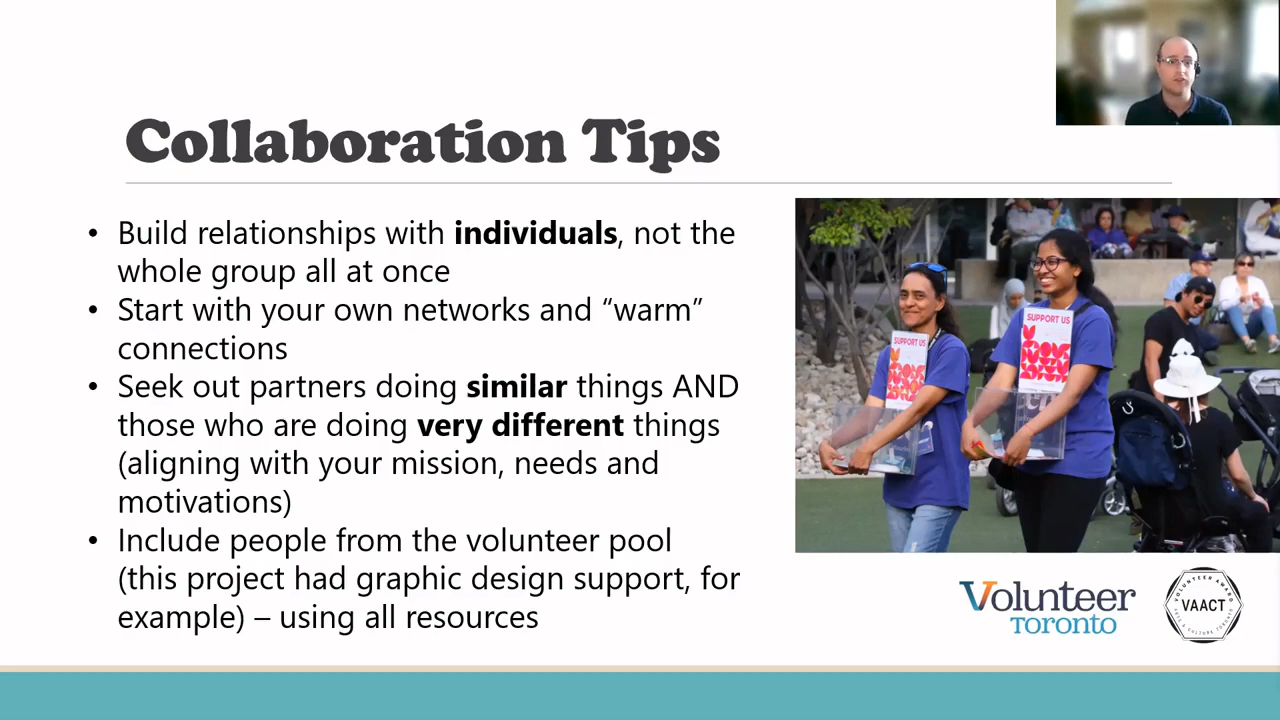 Collaboration Tips
• Build relationships with individuals, not the
whole group all at once
• Start with your own networks and “warm”
connections
• Seek out partners doing similar things AND
those who are doing very different things
(aligning with your mission, needs and
motivations)
• Include people from the volunteer pool
(this project had graphic design support, for
example) – using all resources
SUPPORT US
SUPPORT US
Volunteer
TORONTO
VOLUNTEER AWARD
VAACT